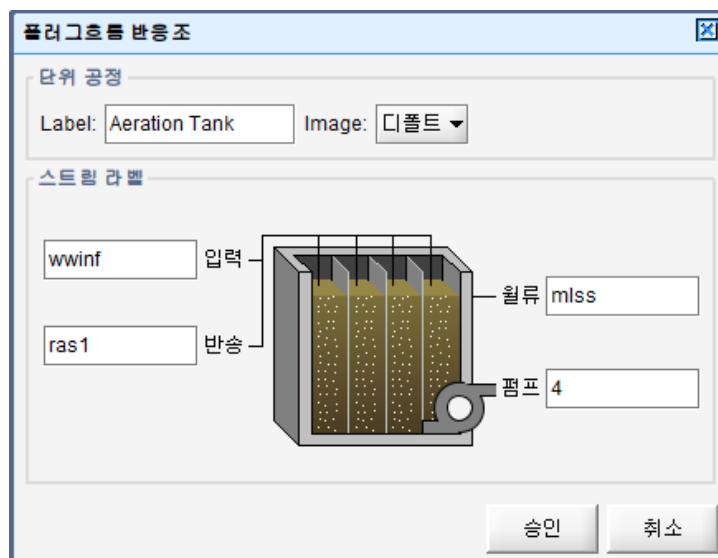 플러그흐름 반응조
단위 공정
Label: Aeration Tank Image: 디폴트
스트림 라벨
wwinf 입력
월류 mlss
ras1 반송
펌프 4
승인 취소